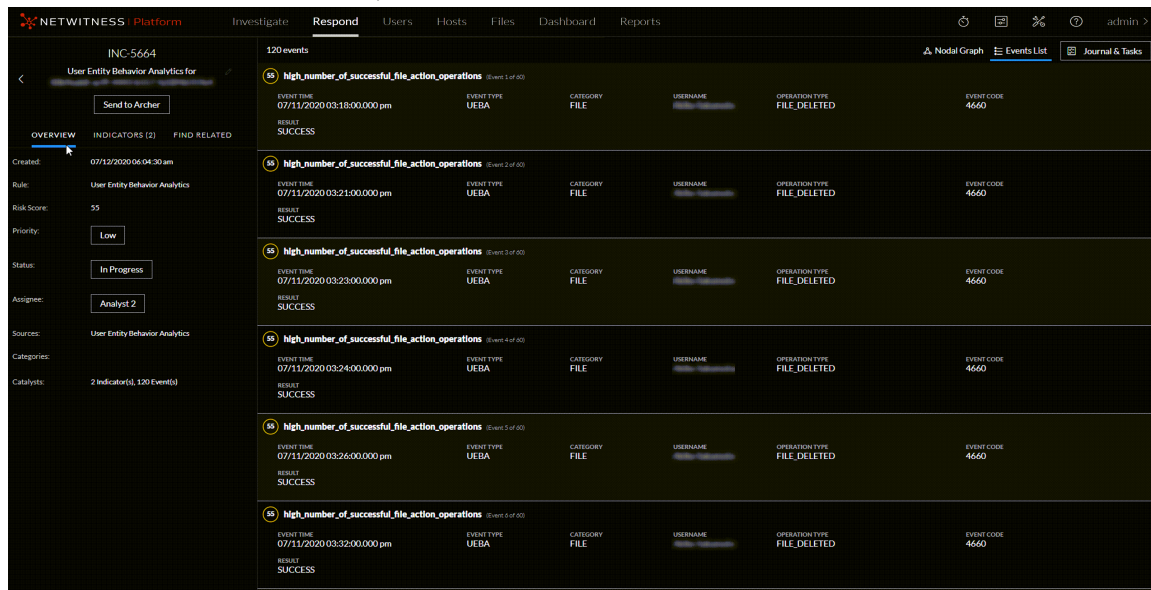 NETWITNESS | Platform Investigate Respond Users Hosts Files Dashboard Reports admin >
INC-5664
User Entity Behavior Analytics for
Send to Archer
OVERVIEW INDICATORS (2) FIND RELATED
Created: 07/12/2020 06:04:30 am
Rule: User Entity Behavior Analytics
Risk Score: 55
Priority: Low
Status: In Progress
Assignee: Analyst 2
Sources: User Entity Behavior Analytics
Categories:
Catalysts: 2 Indicator(s), 120 Event(s)
120 events Nodal Graph Events List Journal & Tasks
55 high_number_of_successful_file_action_operations (Event 1 of 60)
EVENT TIME EVENT TYPE CATEGORY USERNAME OPERATION TYPE EVENT CODE
07/11/2020 03:18:00.000 pm UEBA FILE FILE_DELETED 4660
RESULT
SUCCESS
55 high_number_of_successful_file_action_operations (Event 2 of 60)
EVENT TIME EVENT TYPE CATEGORY USERNAME OPERATION TYPE EVENT CODE
07/11/2020 03:21:00.000 pm UEBA FILE FILE_DELETED 4660
RESULT
SUCCESS
55 high_number_of_successful_file_action_operations (Event 3 of 60)
EVENT TIME EVENT TYPE CATEGORY USERNAME OPERATION TYPE EVENT CODE
07/11/2020 03:23:00.000 pm UEBA FILE FILE_DELETED 4660
RESULT
SUCCESS
55 high_number_of_successful_file_action_operations (Event 4 of 60)
EVENT TIME EVENT TYPE CATEGORY USERNAME OPERATION TYPE EVENT CODE
07/11/2020 03:24:00.000 pm UEBA FILE FILE_DELETED 4660
RESULT
SUCCESS
55 high_number_of_successful_file_action_operations (Event 5 of 60)
EVENT TIME EVENT TYPE CATEGORY USERNAME OPERATION TYPE EVENT CODE
07/11/2020 03:26:00.000 pm UEBA FILE FILE_DELETED 4660
RESULT
SUCCESS
55 high_number_of_successful_file_action_operations (Event 6 of 60)
EVENT TIME EVENT TYPE CATEGORY USERNAME OPERATION TYPE EVENT CODE
07/11/2020 03:32:00.000 pm UEBA FILE FILE_DELETED 4660
RESULT
SUCCESS